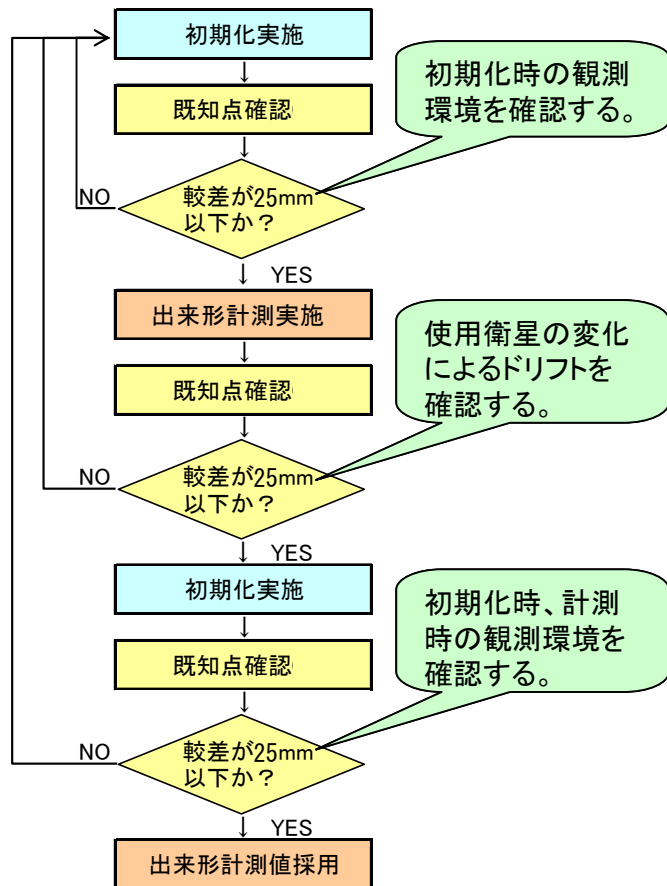 初期化実施
↓
既知点確認
↓
初期化時の観測
環境を確認する。
較差が25mm
以下か？
NO
↓ YES
出来形計測実施
↓
既知点確認
↓
使用衛星の変化
によるドリフトを
確認する。
較差が25mm
以下か？
NO
↓ YES
初期化実施
↓
既知点確認
↓
初期化時、計測
時の観測環境を
確認する。
較差が25mm
以下か？
NO
↓ YES
出来形計測値採用